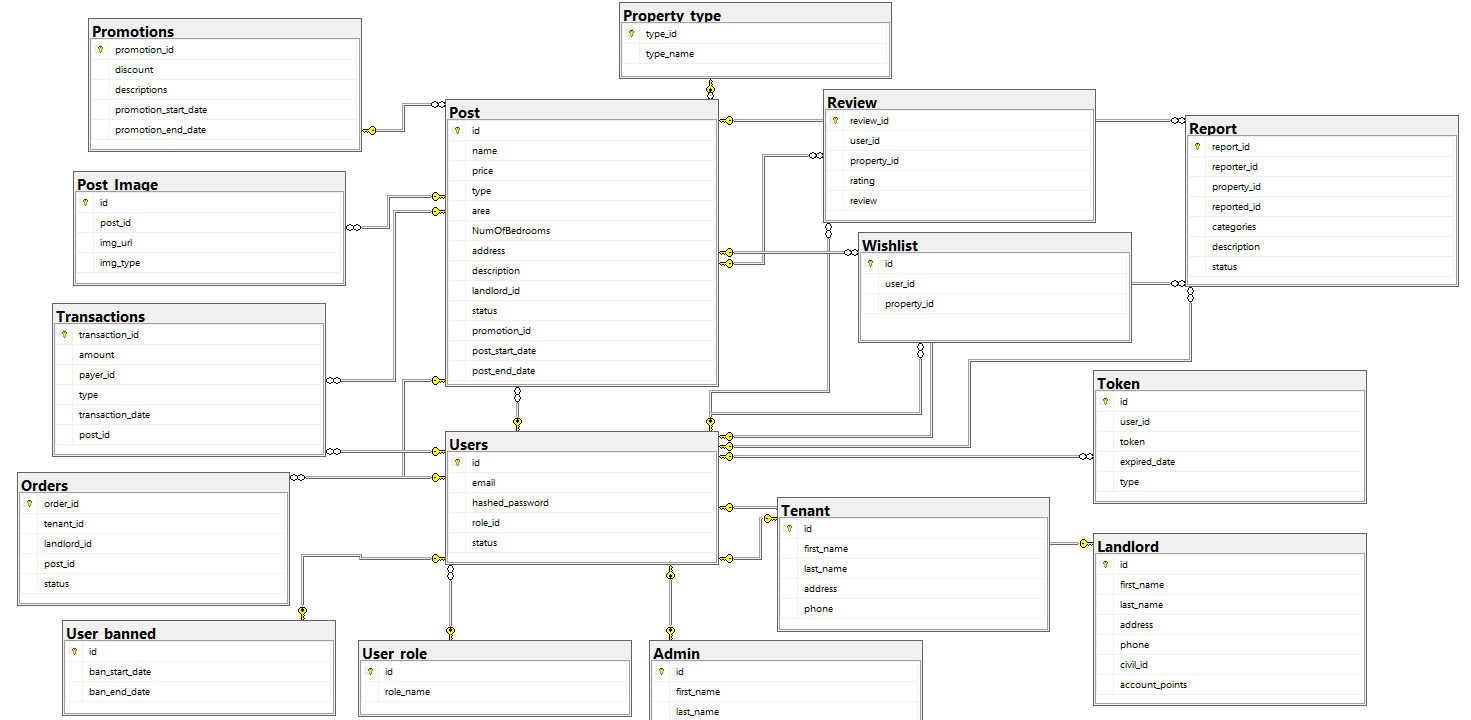 Promotions
promotion_id
discount
descriptions
promotion_start_date
promotion_end_date
Property_type
type_id
type_name
Post
id
name
price
type
area
NumOfBedrooms
address
description
landlord_id
status
promotion_id
post_start_date
post_end_date
Review
review_id
user_id
property_id
rating
review
Report
report_id
reporter_id
property_id
reported_id
categories
description
status
Post_Image
id
post_id
img_url
img_type
Wishlist
id
user_id
property_id
Transactions
transaction_id
amount
payer_id
type
transaction_date
post_id
Token
id
user_id
token
expired_date
type
Users
id
email
hashed_password
role_id
status
Orders
order_id
tenant_id
landlord_id
post_id
status
Tenant
id
first_name
last_name
address
phone
Landlord
id
first_name
last_name
address
phone
civil_id
account_points
User_banned
id
ban_start_date
ban_end_date
User_role
id
role_name
Admin
id
first_name
last_name